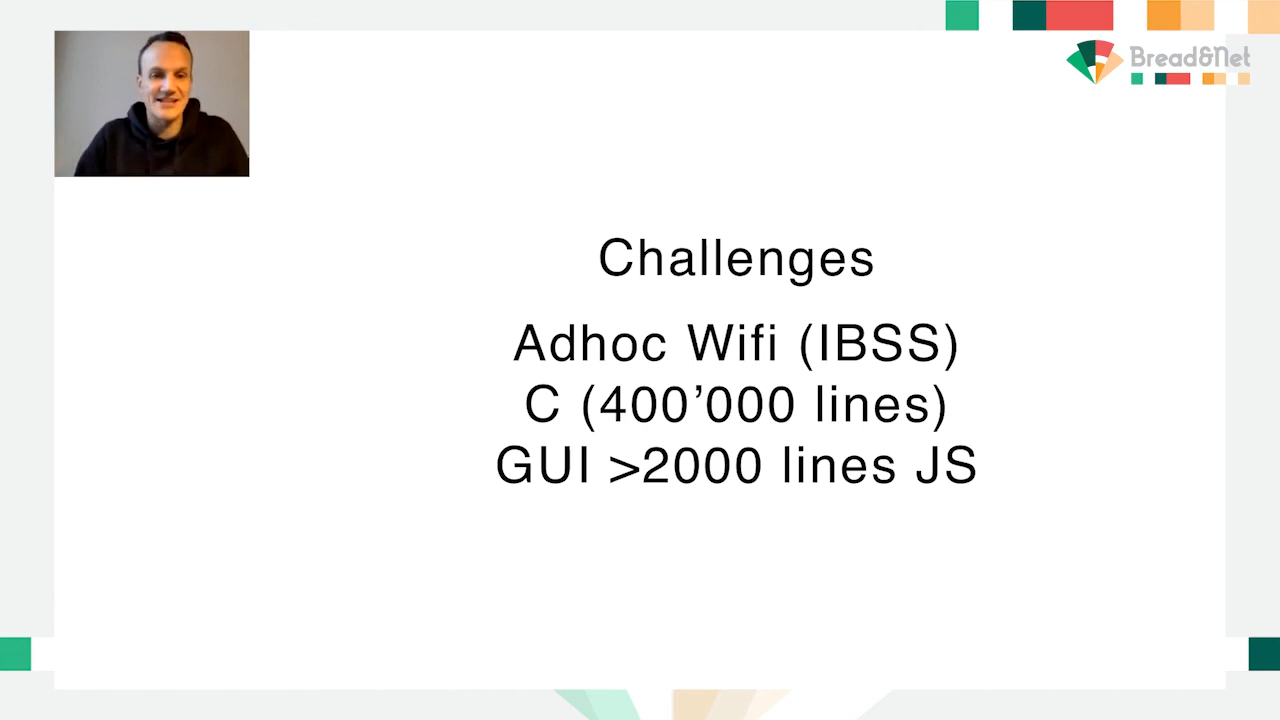 Bread&Net
Challenges
Adhoc Wifi (IBSS)
C (400’000 lines)
GUI >2000 lines JS